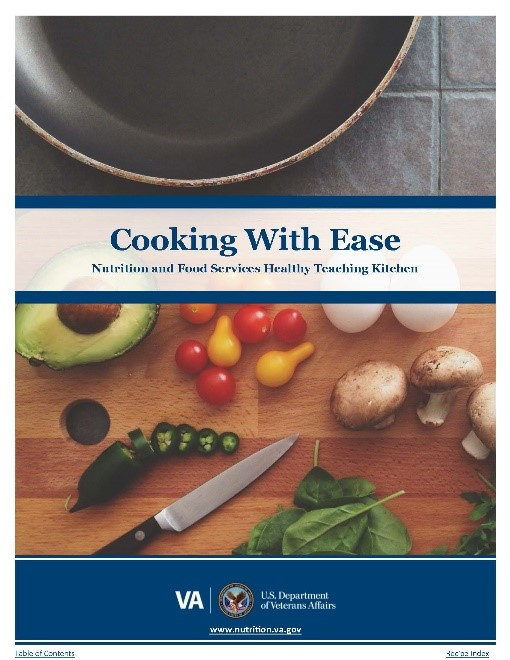 Cooking With Ease
Nutrition and Food Services Healthy Teaching Kitchen
VA
U.S. Department
of Veterans Affairs
www.nutrition.va.gov
Table of Contents
Recipe Index